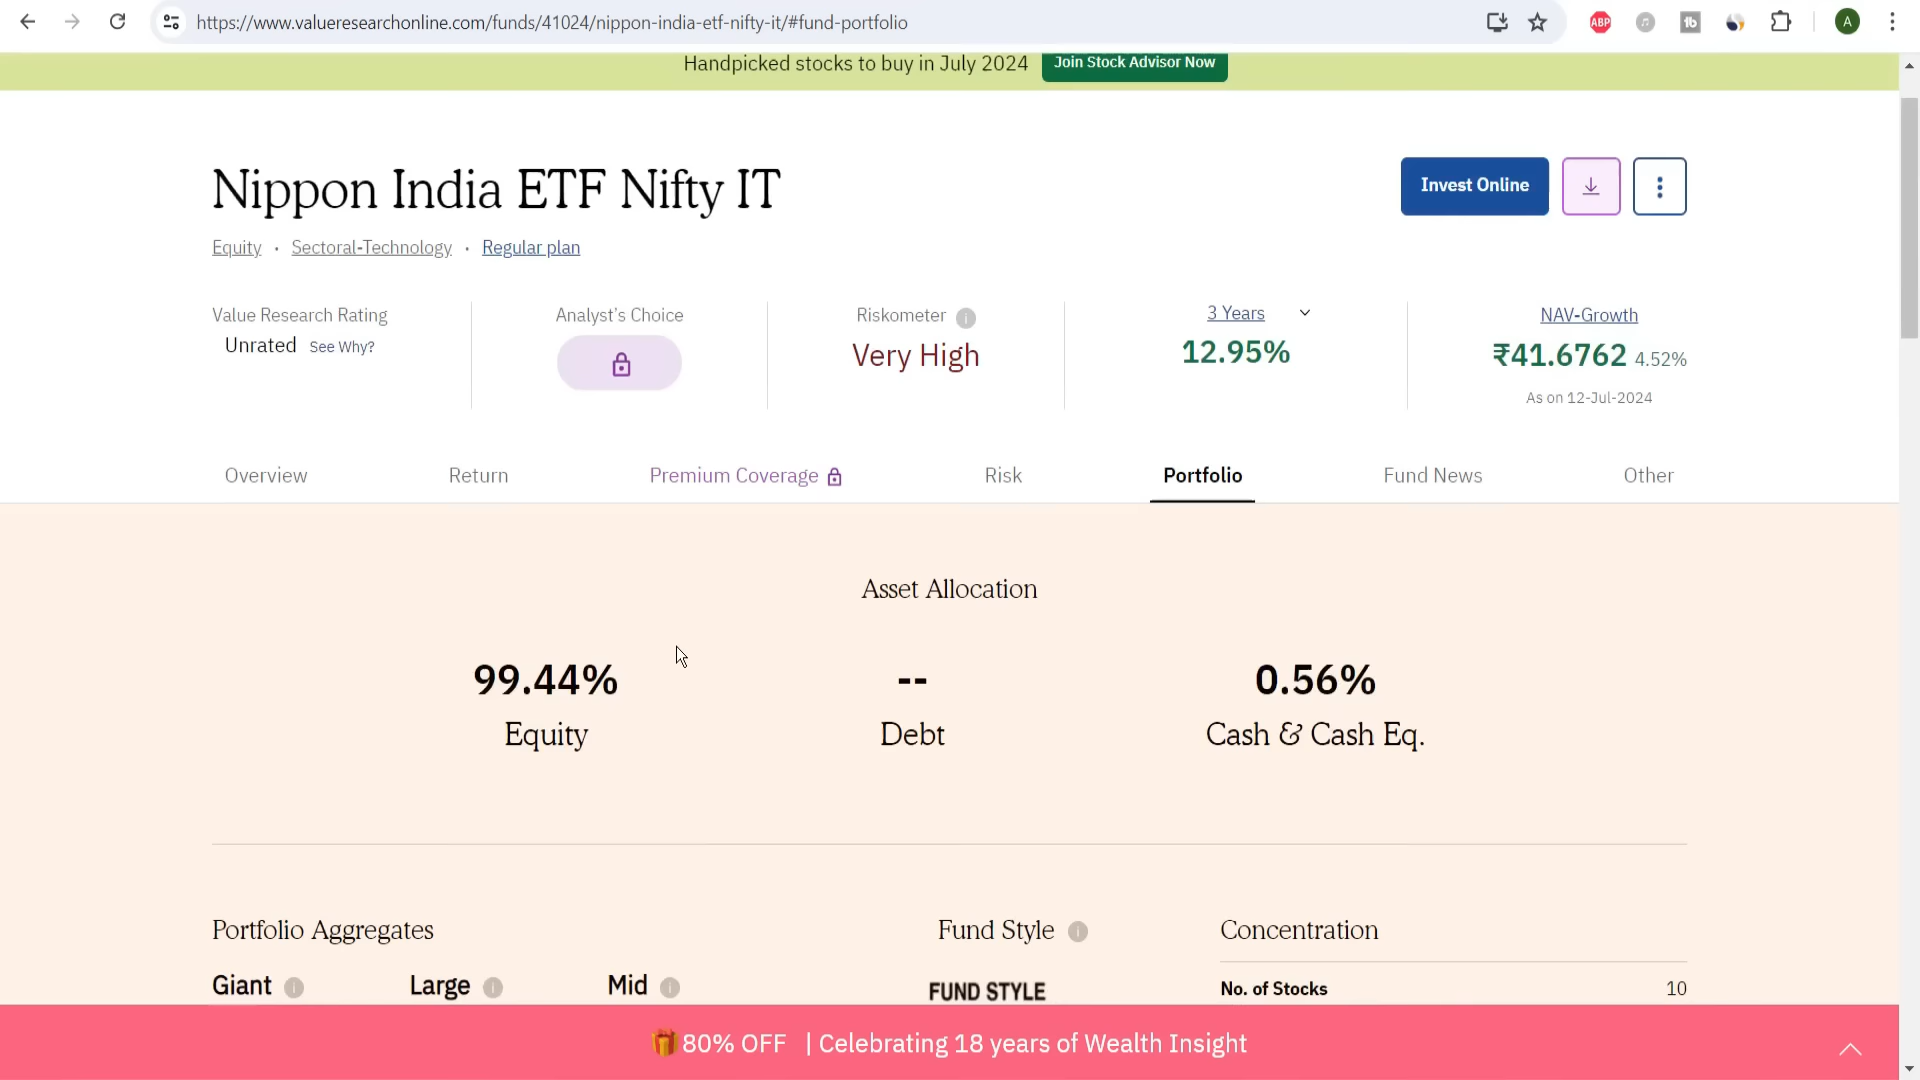 https://www.valueresearchonline.com/funds/41024/nippon-india-etf-nifty-it/#fund-portfolio
ABP
tb
A
Handpicked stocks to buy in July 2024
Join Stock Advisor Now
Nippon India ETF Nifty IT
Invest Online
Equity · Sectoral-Technology · Regular plan
Value Research Rating
Unrated See Why?
Analyst's Choice
Riskometer i
Very High
3 Years
12.95%
NAV-Growth
₹41.6762 4.52%
As on 12-Jul-2024
Overview
Return
Premium Coverage
Risk
Portfolio
Fund News
Other
Asset Allocation
99.44%
Equity
--
Debt
0.56%
Cash & Cash Eq.
Portfolio Aggregates
Giant i
Large i
Mid i
Fund Style i
FUND STYLE
Concentration
No. of Stocks 10
80% OFF | Celebrating 18 years of Wealth Insight